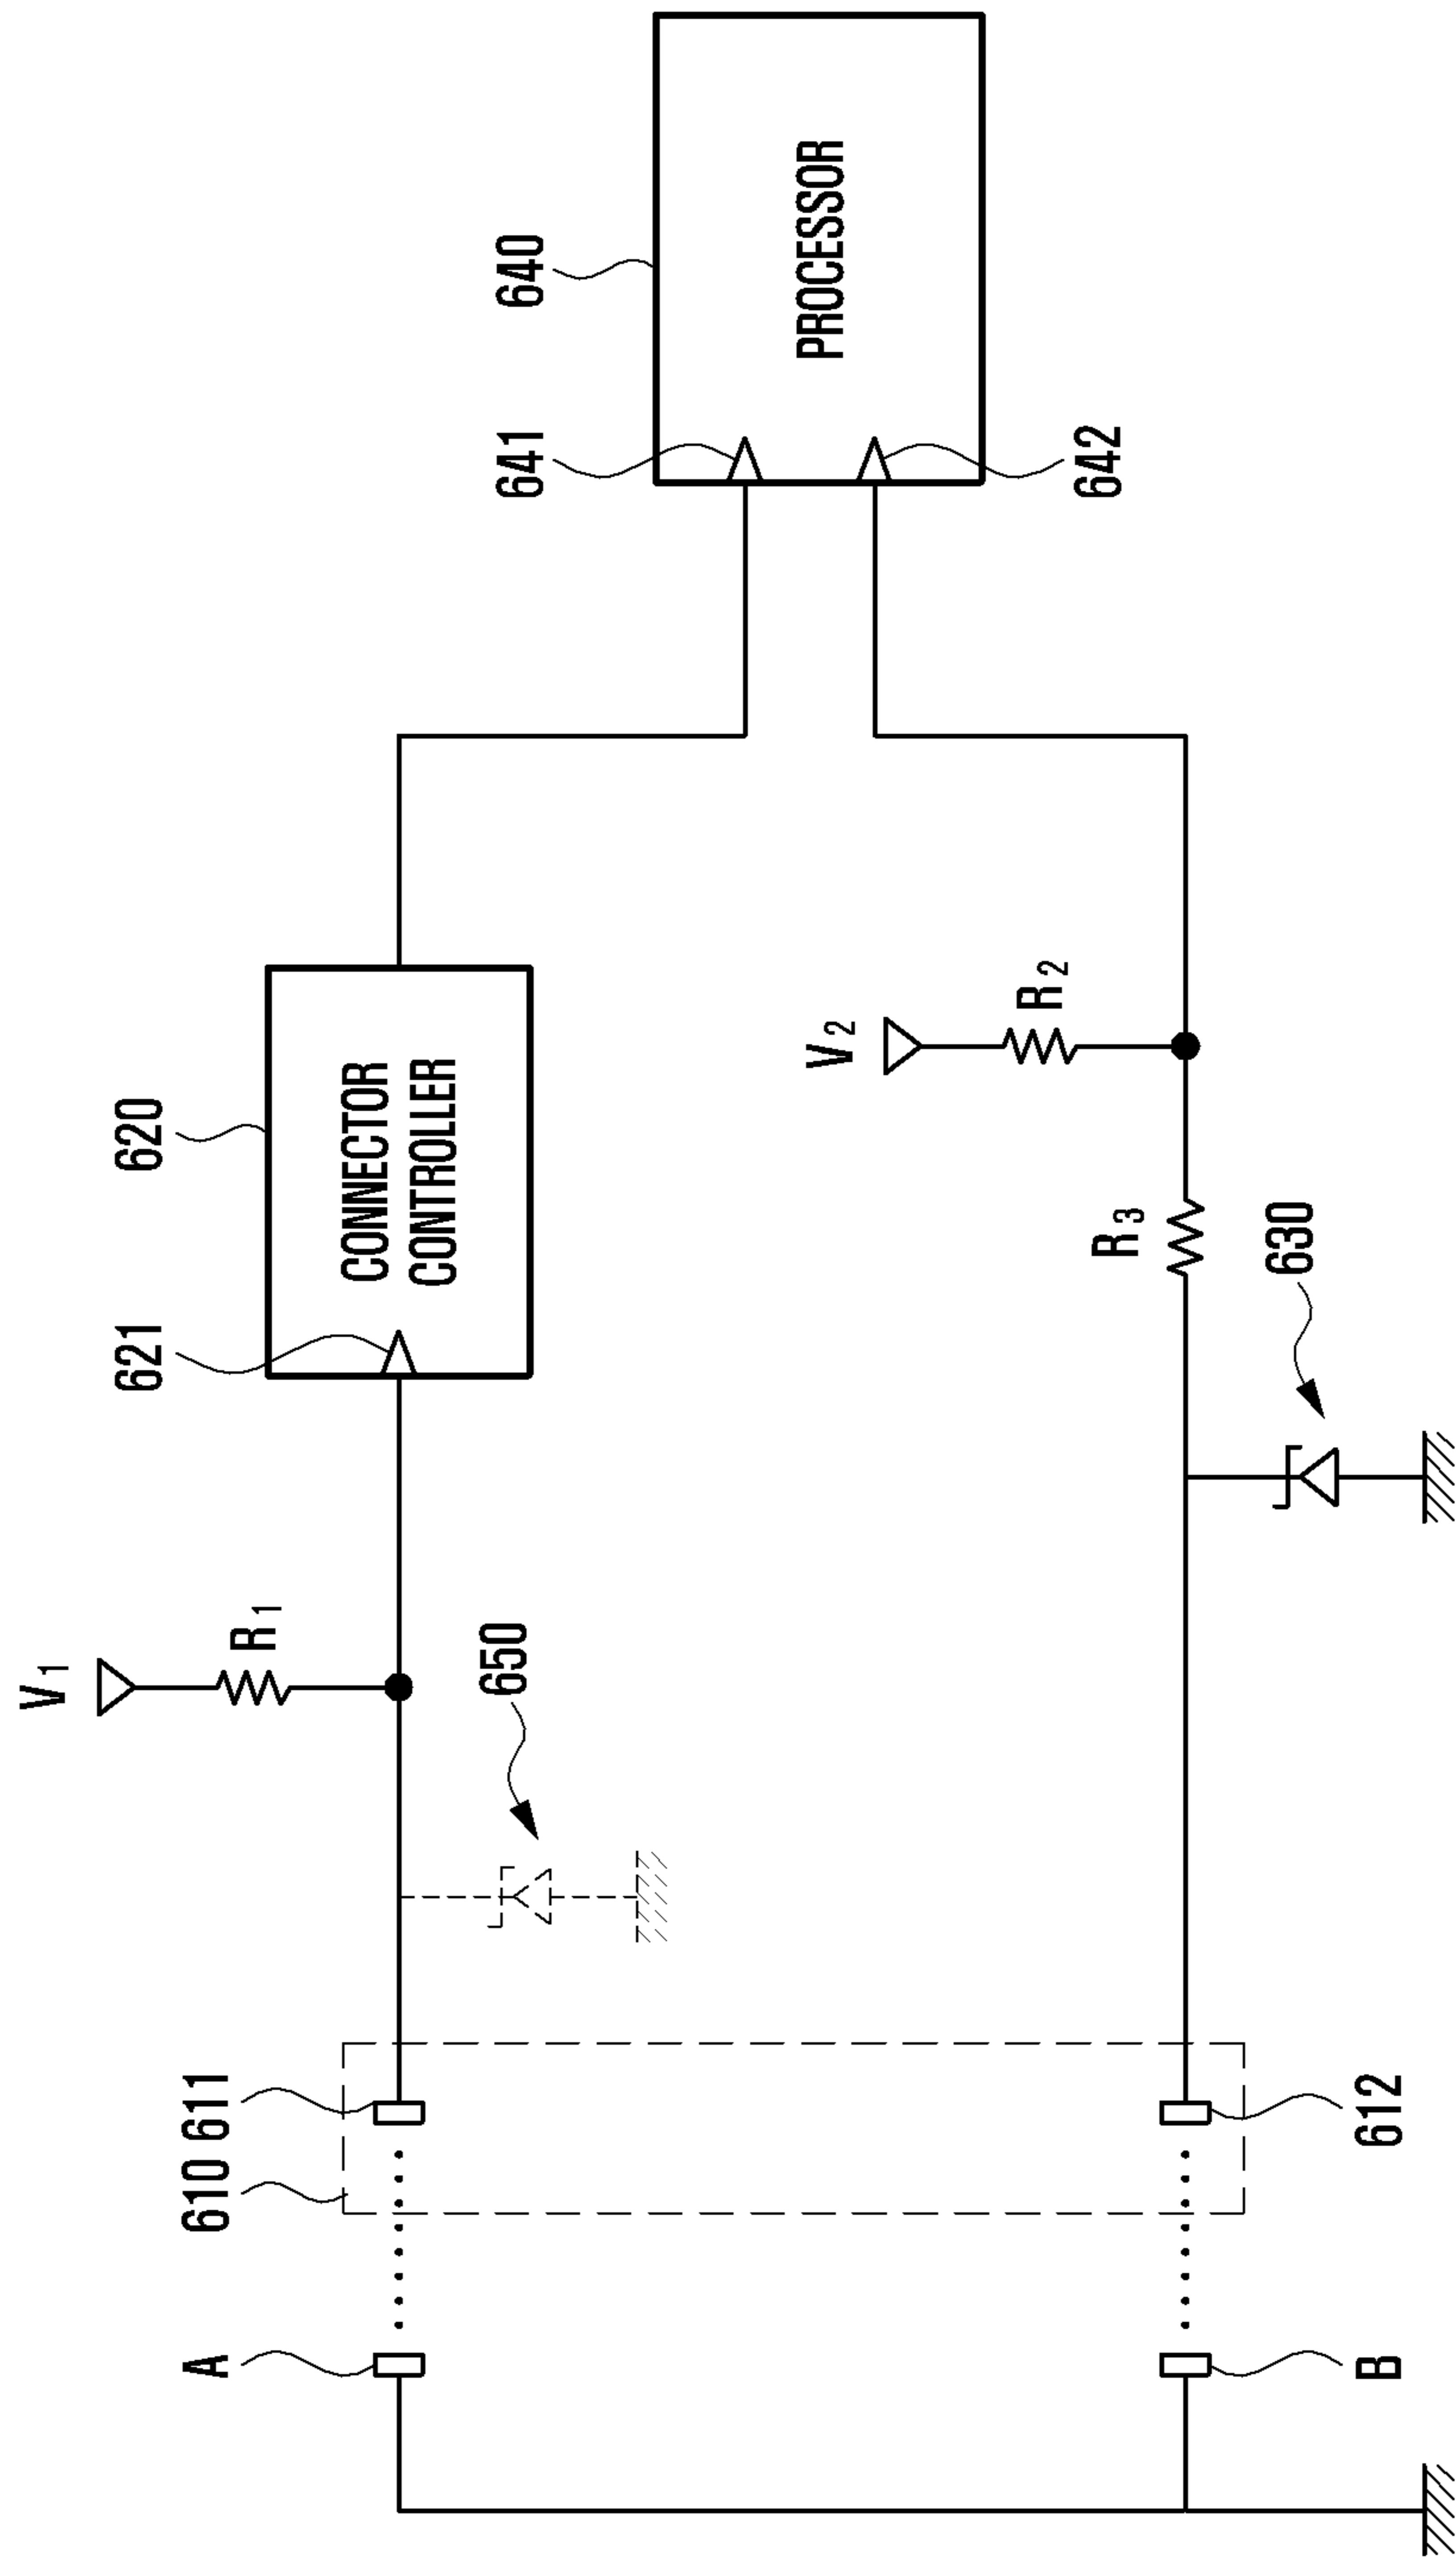 V1
R1
620
621
CONNECTOR
CONTROLLER
610
611
A
650
640
641
PROCESSOR
642
V2
R2
R3
630
612
B